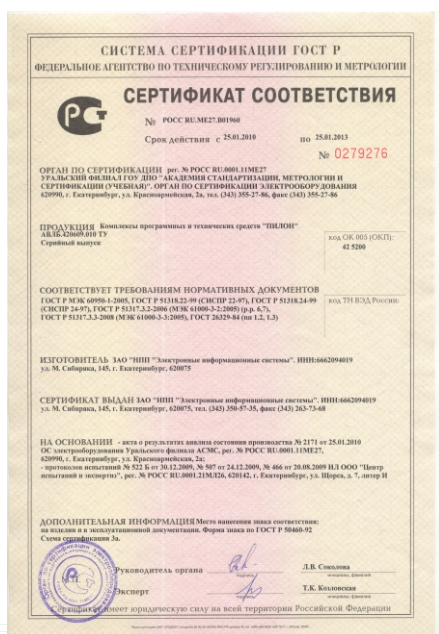 СИСТЕМА СЕРТИФИКАЦИИ ГОСТ Р
ФЕДЕРАЛЬНОЕ АГЕНТСТВО ПО ТЕХНИЧЕСКОМУ РЕГУЛИРОВАНИЮ И МЕТРОЛОГИИ
СЕРТИФИКАТ СООТВЕТСТВИЯ
№ РОСС RU.ME27.B01960
Срок действия с 25.01.2010 по 25.01.2013
№ 0279276
ОРГАН ПО СЕРТИФИКАЦИИ рег. № РОСС RU.0001.11ME27
УРАЛЬСКИЙ ФИЛИАЛ ГОУ ДПО "АКАДЕМИЯ СТАНДАРТИЗАЦИИ, МЕТРОЛОГИИ И
СЕРТИФИКАЦИИ (УЧЕБНАЯ)". ОРГАН ПО СЕРТИФИКАЦИИ ЭЛЕКТРООБОРУДОВАНИЯ
620990, г. Екатеринбург, ул. Красноармейская, 2а, тел. (343) 355-27-86, факс (343) 355-27-86
ПРОДУКЦИЯ Комплексы программных и технических средств "ПИЛОН"
АВЛБ.420609.010 ТУ
Серийный выпуск
код ОК 005 (ОКП):
42 5200
СООТВЕТСТВУЕТ ТРЕБОВАНИЯМ НОРМАТИВНЫХ ДОКУМЕНТОВ
ГОСТ Р МЭК 60950-1-2005, ГОСТ Р 51318.22-99 (СИСПР 22-97), ГОСТ Р 51318.24-99
(СИСПР 24-97), ГОСТ Р 51317.3.2-2006 (МЭК 61000-3-2:2005) (р.р. 6,7),
ГОСТ Р 51317.3.3-2008 (МЭК 61000-3-3:2005), ГОСТ 26329-84 (пп 1.2, 1.3)
код ТН ВЭД России:
ИЗГОТОВИТЕЛЬ ЗАО "НПП "Электронные информационные системы". ИНН:6662094019
ул. М. Сибиряка, 145, г. Екатеринбург, 620075
СЕРТИФИКАТ ВЫДАН ЗАО "НПП "Электронные информационные системы". ИНН:6662094019
ул. М. Сибиряка, 145, г. Екатеринбург, 620075, тел. (343) 350-57-35, факс (343) 263-73-68
НА ОСНОВАНИИ - акта о результатах анализа состояния производства № 2171 от 25.01.2010
ОС электрооборудования Уральского филиала АСМС, рег. № РОСС RU.0001.11ME27,
620990, г. Екатеринбург, ул. Красноармейская, 2а;
- протоколов испытаний № 522 Б от 30.12.2009, № 507 от 24.12.2009, № 466 от 20.08.2009 ИЛ ООО "Центр
испытаний и экспертиз", рег. № РОСС RU.0001.21МЛ26, 620142, г. Екатеринбург, ул. Щорса, д. 7, литер И
ДОПОЛНИТЕЛЬНАЯ ИНФОРМАЦИЯ Место нанесения знака соответствия:
на изделии и в эксплуатационной документации. Форма знака по ГОСТ Р 50460-92
Схема сертификации 3а.
М.П.
Руководитель органа
Л.В. Соколова
подпись
инициалы, фамилия
Эксперт
Т.К. Козловская
подпись
инициалы, фамилия
Сертификат имеет юридическую силу на всей территории Российской Федерации